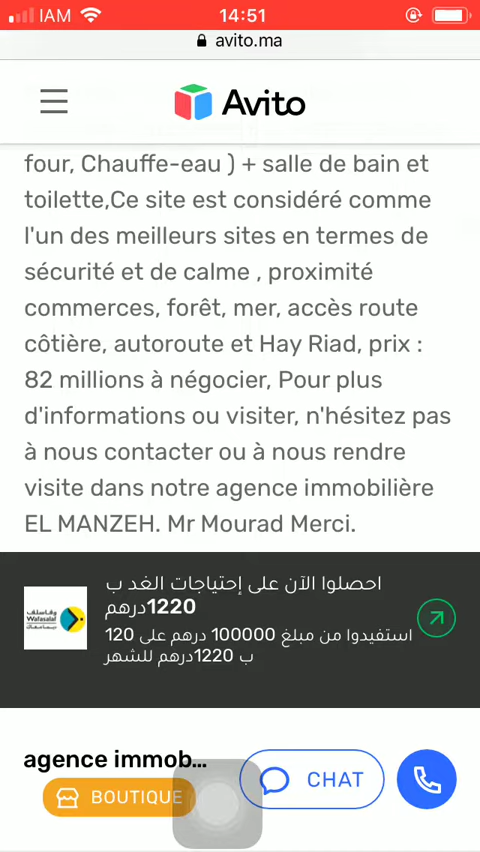 IAM 14:51
avito.ma
Avito
four, Chauffe-eau ) + salle de bain et
toilette,Ce site est considéré comme
l'un des meilleurs sites en termes de
sécurité et de calme , proximité
commerces, forêt, mer, accès route
côtière, autoroute et Hay Riad, prix :
82 millions à négocier, Pour plus
d'informations ou visiter, n'hésitez pas
à nous contacter ou à nous rendre
visite dans notre agence immobilière
EL MANZEH. Mr Mourad Merci.
احصلوا الآن على إحتياجات الغد ب
1220درهم
استفيدوا من مبلغ 100000 درهم على 120
ب 1220درهم للشهر
وفاسلف
Wafasalaf
agence immob...
BOUTIQUE
CHAT